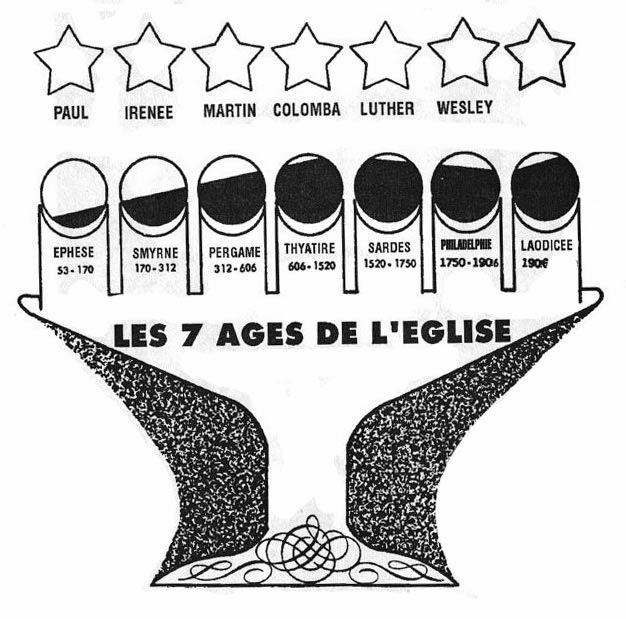 PAUL IRENEE MARTIN COLOMBA LUTHER WESLEY
EPHESE SMYRNE PERGAME THYATIRE SARDES PHILADELPHIE LAODICEE
53-170 170-312 312-606 606-1520 1520-1750 1750-1906 1906
LES 7 AGES DE L'EGLISE